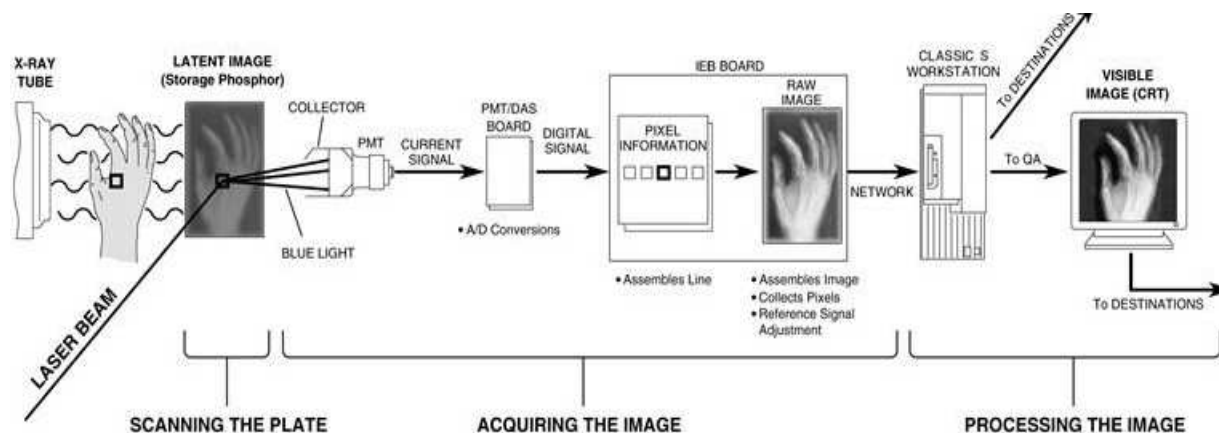 X-RAY
TUBE
LATENT IMAGE
(Storage Phosphor)
COLLECTOR
PMT
BLUE LIGHT
LASER BEAM
CURRENT
SIGNAL
PMT/DAS
BOARD
• A/D Conversions
DIGITAL
SIGNAL
IEB BOARD
PIXEL
INFORMATION
RAW
IMAGE
• Assembles Line
• Assembles Image
• Collects Pixels
• Reference Signal
Adjustment
NETWORK
CLASSIC S
WORKSTATION
To DESTINATIONS
To QA
VISIBLE
IMAGE (CRT)
To DESTINATIONS
SCANNING THE PLATE
ACQUIRING THE IMAGE
PROCESSING THE IMAGE